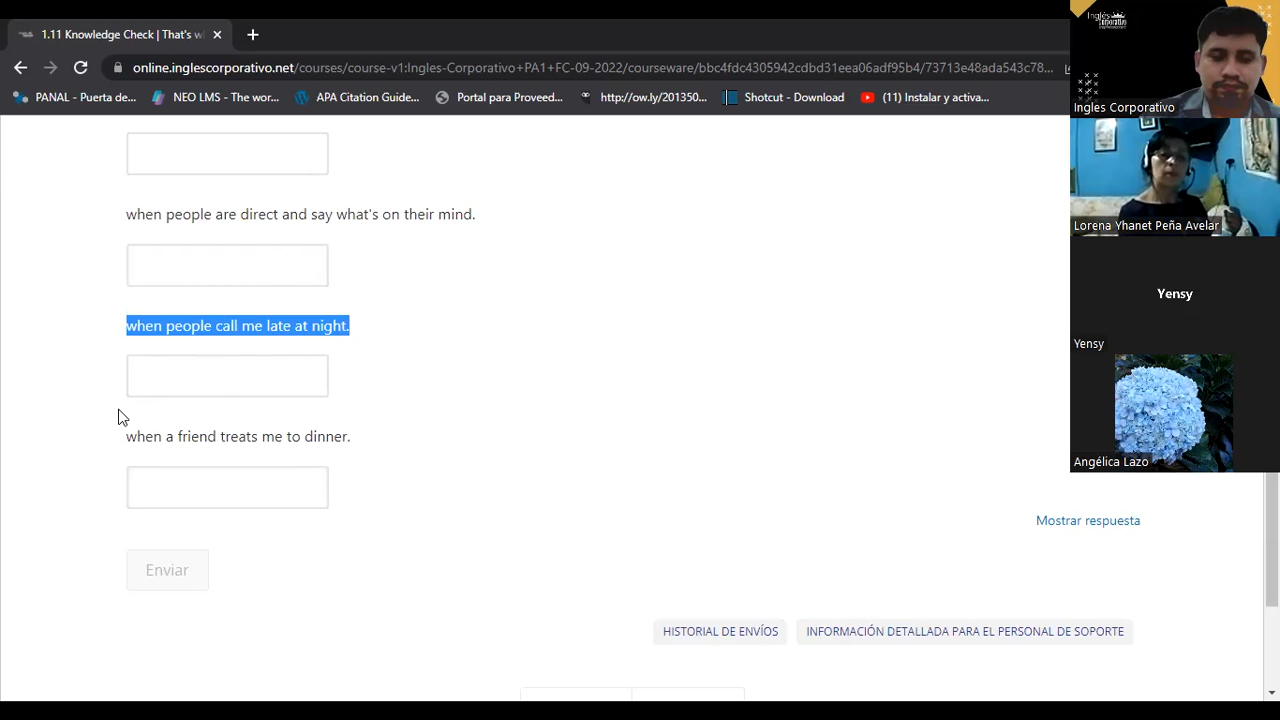 1.11 Knowledge Check | That's w
online.inglescorporativo.net/courses/course-v1:Ingles-Corporativo+PA1+FC-09-2022/courseware/bbc4fdc4305942cdbd31eea06adf95b4/73713e48ada543c78...
PANAL - Puerta de...
NEO LMS - The wor...
APA Citation
Portal para Proveed...
http://ow.ly/201350...
Shotcut - Download
(11) Instalar y activa...
when people are direct and say what's on their mind.
when people call me late at night.
when a friend treats me to dinner.
Mostrar respuesta
Enviar
HISTORIAL DE ENVÍOS
INFORMACIÓN DETALLADA PARA EL PERSONAL DE SOPORTE
Inglés
Corporativo
Ingles Corporativo
Lorena Yhanet Peña Avelar
Yensy
Yensy
Angélica Lazo